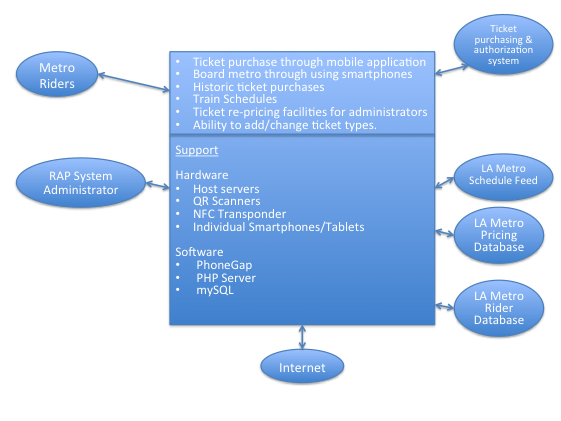 Ticket
purchasing &
authorization
system
Metro
Riders
• Ticket purchase through mobile application
• Board metro through using smartphones
• Historic ticket purchases
• Train Schedules
• Ticket re-pricing facilities for administrators
• Ability to add/change ticket types.
Support
Hardware
• Host servers
• QR Scanners
• NFC Transponder
• Individual Smartphones/Tablets
Software
• PhoneGap
• PHP Server
• mySQL
RAP System
Administrator
LA Metro
Schedule Feed
LA Metro
Pricing
Database
LA Metro
Rider
Database
Internet